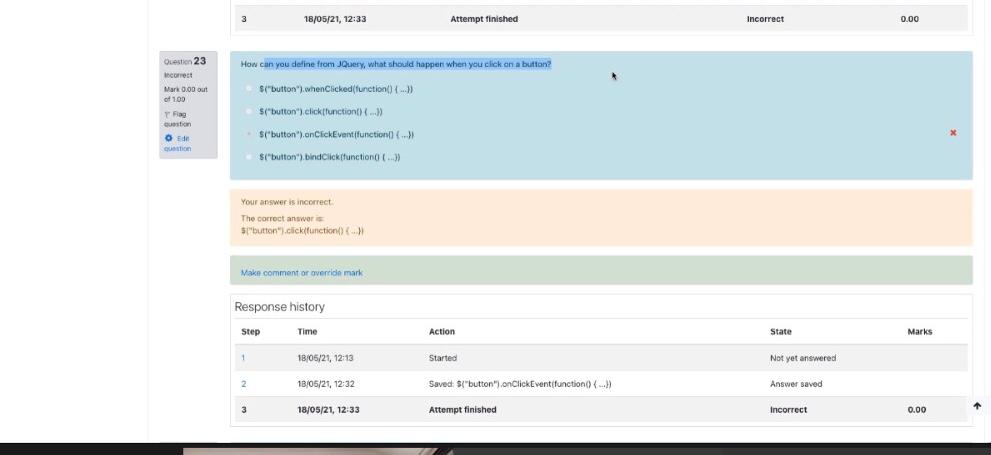 3 18/05/21, 12:33 Attempt finished Incorrect 0.00
Question 23
Incorrect
Mark 0.00 out
of 1.00
Flag
question
Edit
question
How can you define from JQuery, what should happen when you click on a button?
$("button").whenClicked(function() { ...})
$("button").click(function() { ...})
$("button").onClickEvent(function() { ...})
$("button").bindClick(function() { ...})
Your answer is incorrect.
The correct answer is:
$("button").click(function() { ...})
Make comment or override mark
Response history
Step Time Action State Marks
1 18/05/21, 12:13 Started Not yet answered
2 18/05/21, 12:32 Saved: $("button").onClickEvent(function() { ...}) Answer saved
3 18/05/21, 12:33 Attempt finished Incorrect 0.00